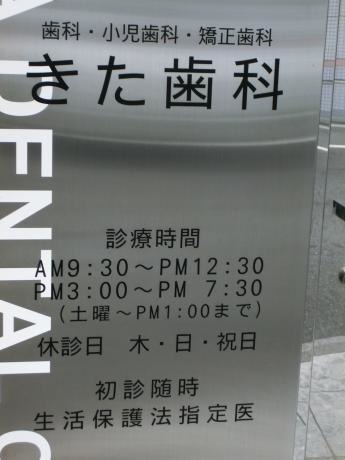 歯科・小児歯科・矯正歯科
きた歯科
診療時間
AM9:30～PM12:30
PM3:00～PM 7:30
(土曜～PM1:00まで)
休診日 木・日・祝日
初診随時
生活保護法指定医
A DENTAL C